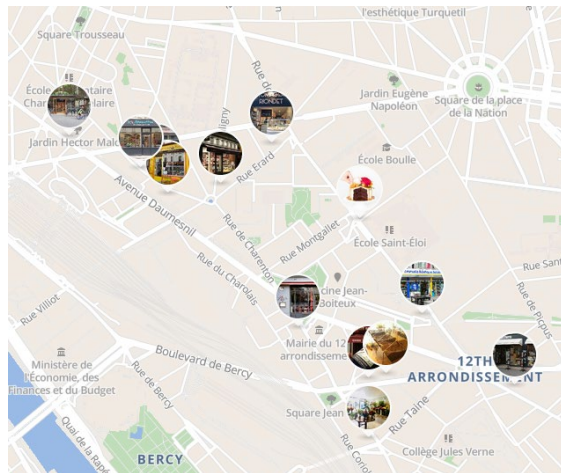 l'esthétique Turquetil
Square Trousseau
Rue de
Jardin Eugène
Napoléon
Square de la place
de la Nation
École
Jardin Hector
RIONDET
École Boulle
Rue Erard
Avenue Daumesnil
Rue de Charenton
Rue Montgallet
École Saint-Éloi
Rue du Charolais
Rue de Picpus
Rue Villiot
Mairie du 12
Boulevard de Bercy
12TH
ARRONDISSEMENT
Ministère de
l'Économie, des
Finances et du Budget
Rue de Bercy
Square Jean
Rue Taine
Quai de la
BERCY
Collège Jules Verne